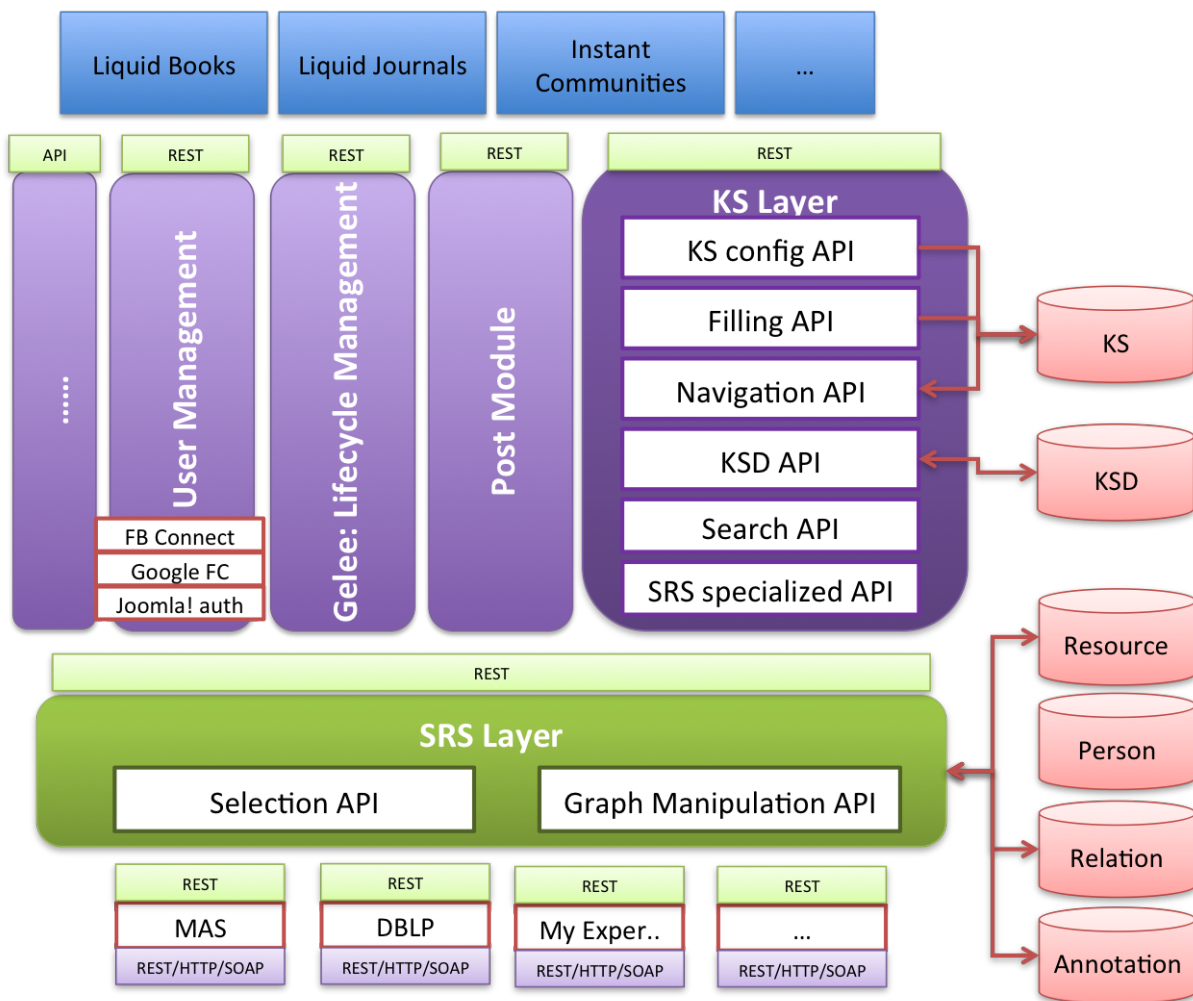 Liquid Books
Liquid Journals
Instant
Communities
...
API
REST
REST
REST
REST
......
User Management
FB Connect
Google FC
Joomla! auth
Gelee: Lifecycle Management
Post Module
KS Layer
KS config API
Filling API
Navigation API
KSD API
Search API
SRS specialized API
KS
KSD
REST
SRS Layer
Selection API
Graph Manipulation API
Resource
Person
Relation
Annotation
REST
REST
REST
REST
MAS
DBLP
My Exper..
...
REST/HTTP/SOAP
REST/HTTP/SOAP
REST/HTTP/SOAP
REST/HTTP/SOAP